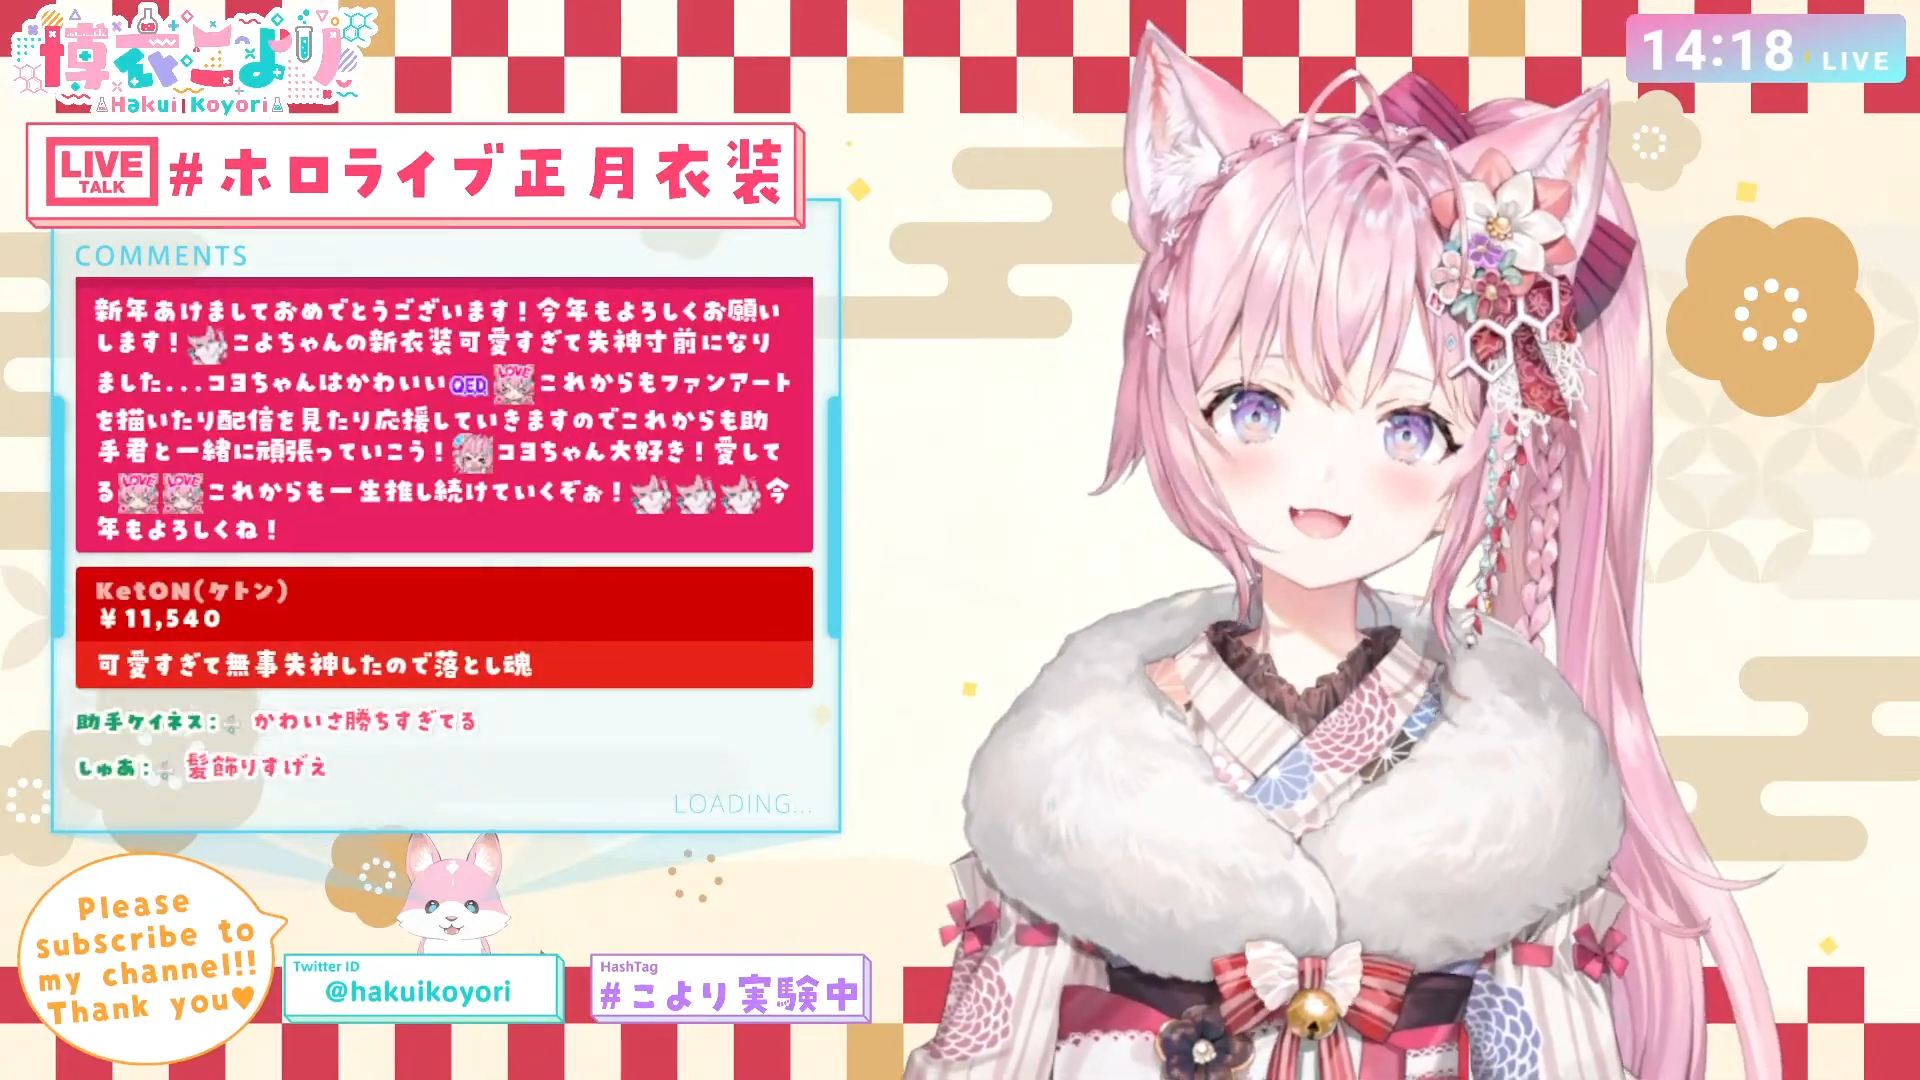 博衣こより
Hakui Koyori
14:18 LIVE
LIVE TALK #ホロライブ正月衣装
COMMENTS
新年あけましておめでとうございます！今年もよろしくお願い
します！こよちゃんの新衣装可愛すぎて失神寸前になり
ました...コヨちゃんはかわいいQEDLOVEこれからもファンアート
を描いたり配信を見たり応援していきますのでこれからも助
手君と一緒に頑張っていこう！コヨちゃん大好き！愛して
るLOVELOVEこれからも一生推し続けていくぞぉ！今
年もよろしくね！
KetON(ケトン)
￥11,540
可愛すぎて無事失神したので落とし魂
助手ケイネス: かわいさ勝ちすぎてる
しゅあ: 髪飾りすげえ
LOADING...
Please
subscribe to
my channel!!
Thank you♥
Twitter ID
@hakuikoyori
HashTag
#こより実験中